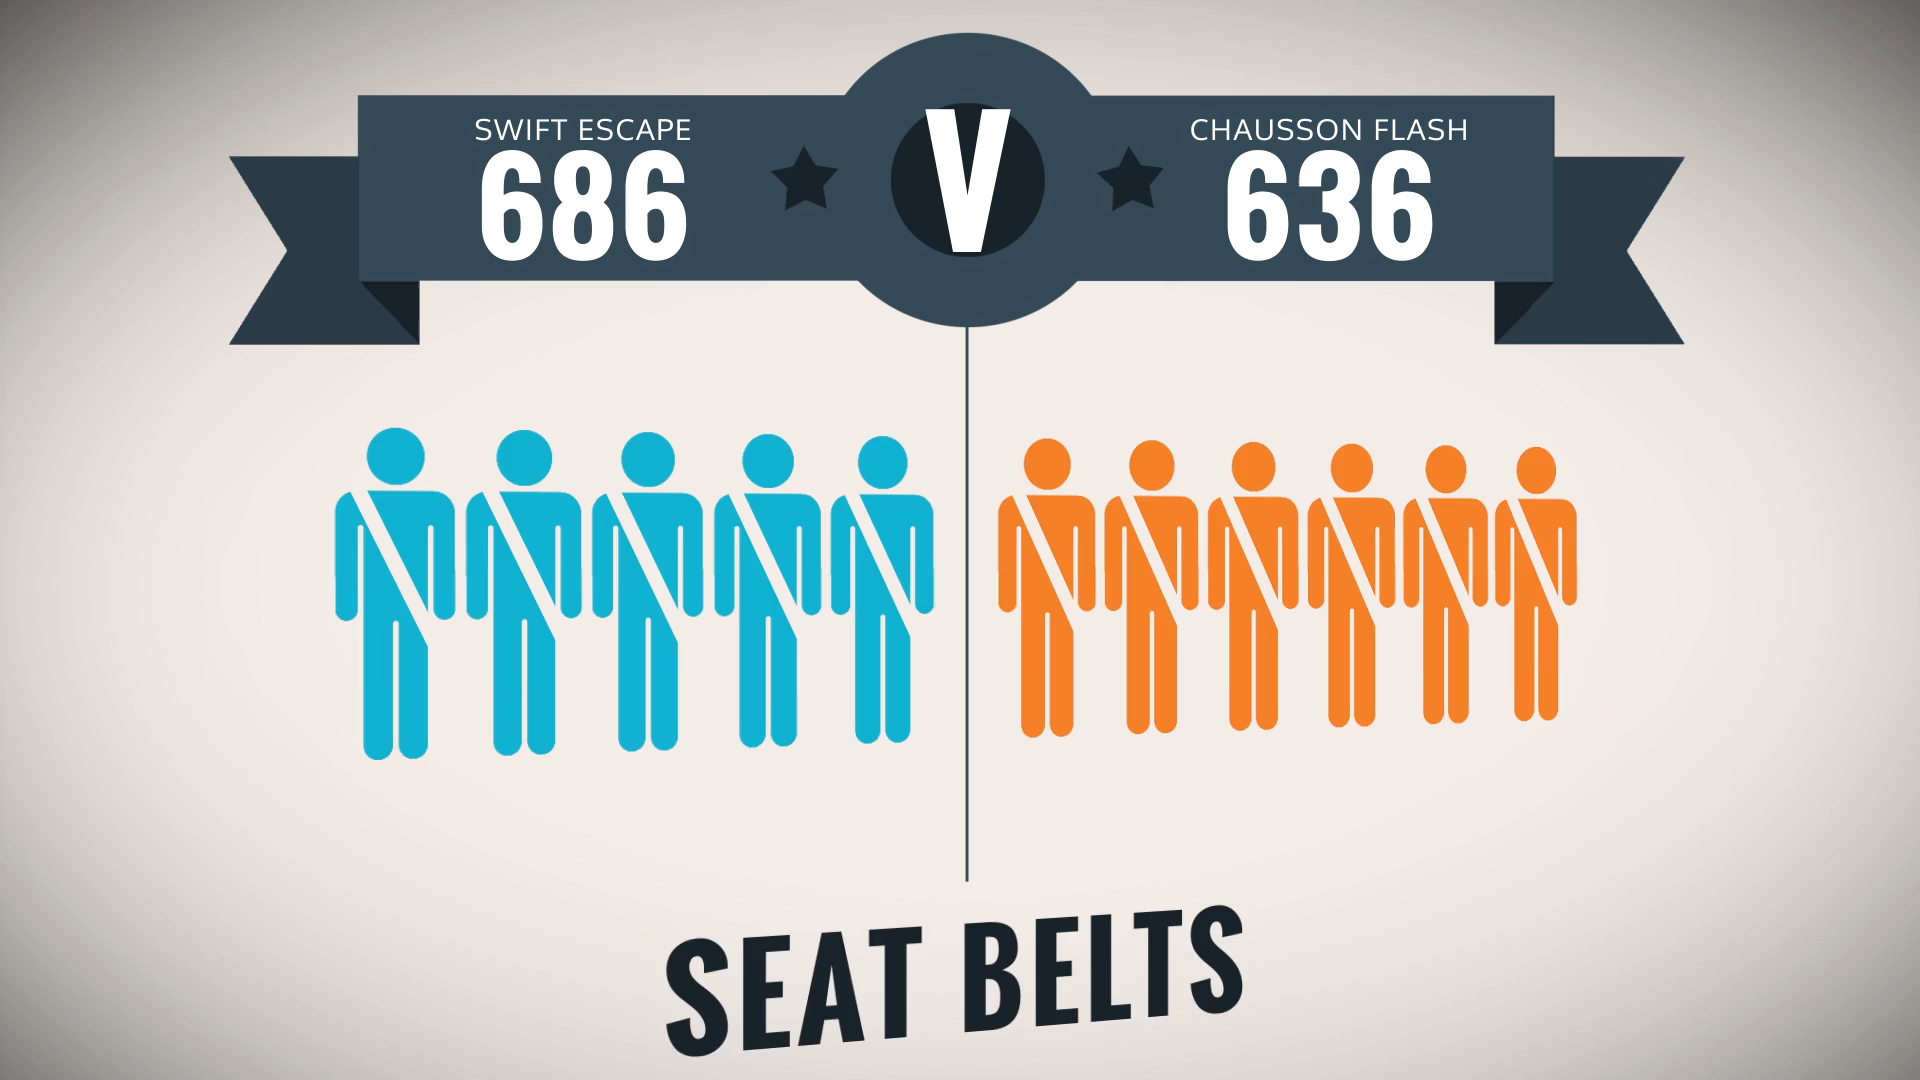 SWIFT ESCAPE
686
V
CHAUSSON FLASH
636
SEAT BELTS